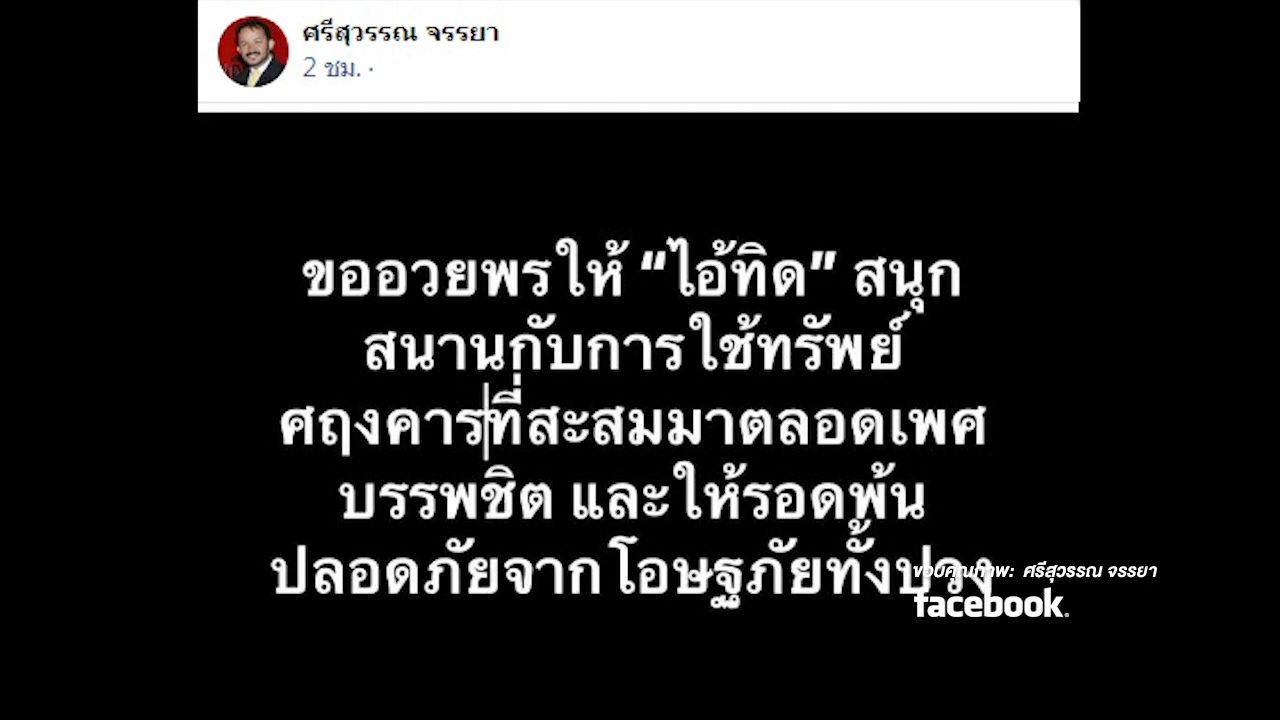 ศรีสุวรรณ จรรยา
2 ชม. ·
ขออวยพรให้ “ไอ้ทิด” สนุก
สนานกับการใช้ทรัพย์
ศฤงคารที่สะสมมาตลอดเพศ
บรรพชิต และให้รอดพ้น
ปลอดภัยจากโอษฐภัยทั้งปวง
ขอบคุณภาพ: ศรีสุวรรณ จรรยา
facebook.